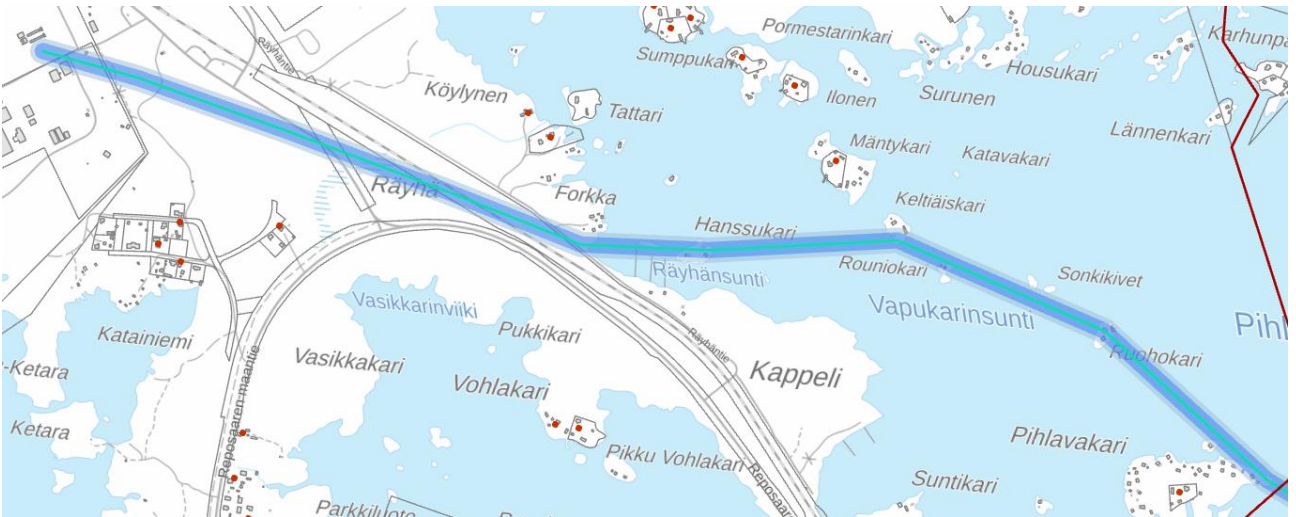 Pormestarinkari
Karhunpa
Räyhäntie
Sumppukari
Housukari
Köylynen
Ilonen
Surunen
Tattari
Lännenkari
Mäntykari
Katavakari
Räyhä
Forkka
Keltiäiskari
Hanssukari
Rouniokari
Sonkikivet
Räyhänsunti
Vasikkarinviiki
Vapukarinsunti
Pihl
Pukkikari
Katainiemi
Räyhäntie
Ruohokari
Vasikkakari
-Ketara
Kappeli
Vohlakari
Reposaaren maantie
Ketara
Pihlavakari
Pikku Vohlakari
Suntikari
Reposaare
Parkkiluoto